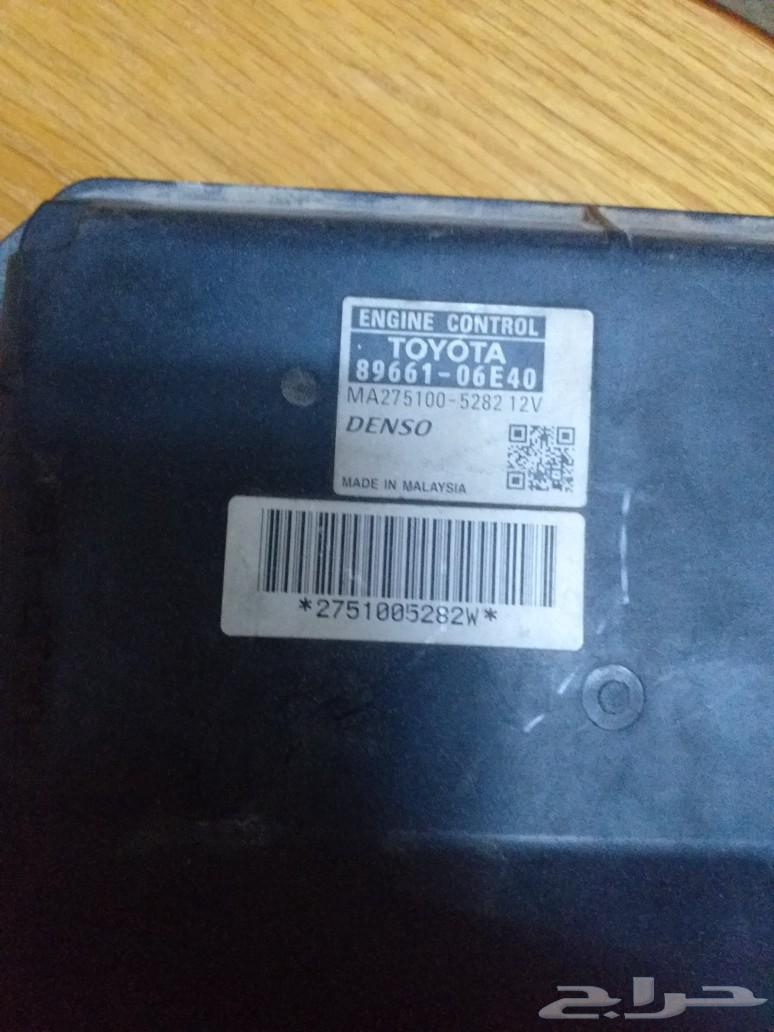 ENGINE CONTROL
TOYOTA
89661-06E40
MA275100-5282 12V
DENSO
MADE IN MALAYSIA
*2751005282W*
حراج